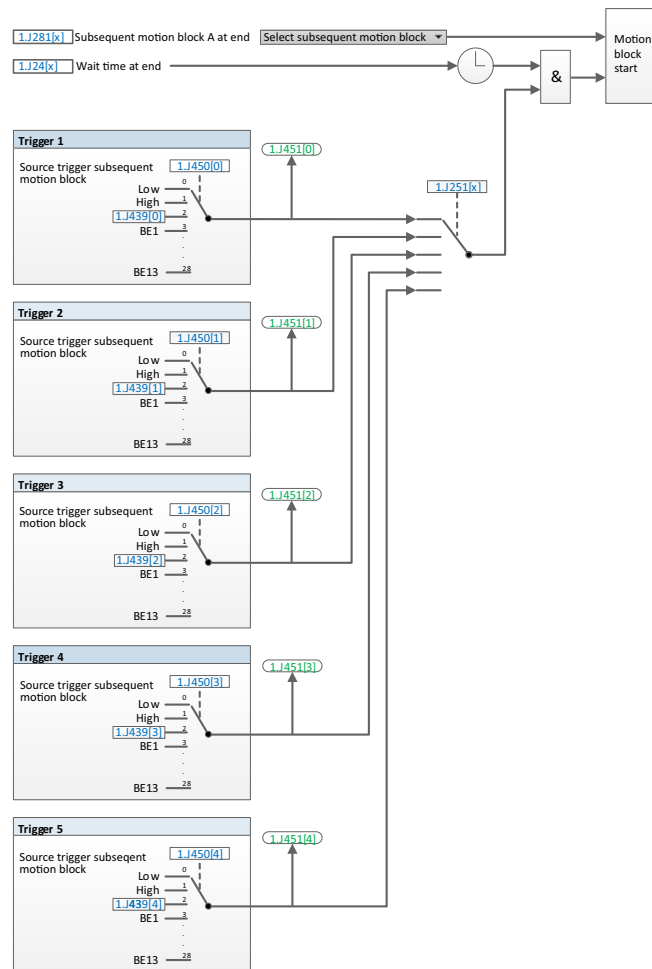 1.J281[x] Subsequent motion block A at end Select subsequent motion block
Motion
block
start
1.J24[x] Wait time at end
&
Trigger 1
1.J451[0]
Source trigger subsequent
motion block
1.J450[0]
1.J251[x]
0
Low
High 1
1.J439[0] 2
BE1 3
.
.
.
BE13 28
Trigger 2
1.J451[1]
Source trigger subsequent
motion block
1.J450[1]
0
Low
High 1
1.J439[1] 2
BE1 3
.
.
.
BE13 28
Trigger 3
1.J451[2]
Source trigger subsequent
motion block
1.J450[2]
0
Low
High 1
1.J439[2] 2
BE1 3
.
.
.
BE13 28
Trigger 4
1.J451[3]
Source trigger subsequent
motion block
1.J450[3]
0
Low
High 1
1.J439[3] 2
BE1 3
.
.
.
BE13 28
Trigger 5
1.J451[4]
Source trigger subseqent
motion block
1.J450[4]
0
Low
High 1
1.J439[4] 2
BE1 3
.
.
.
BE13 28